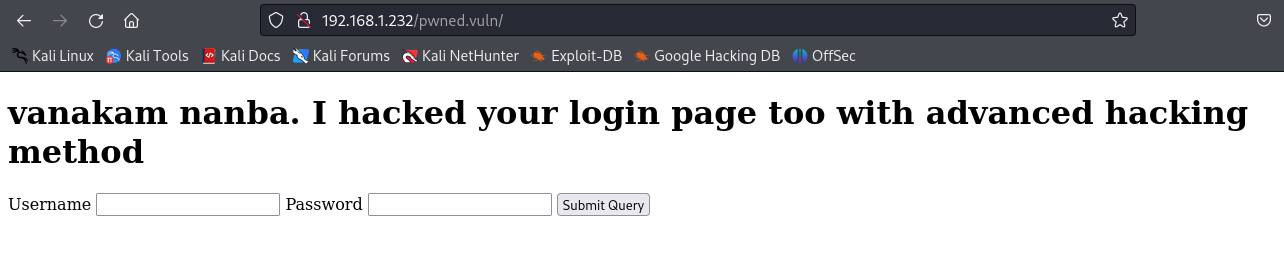 192.168.1.232/pwned.vuln/
Kali Linux Kali Tools Kali Docs Kali Forums Kali NetHunter Exploit-DB Google Hacking DB OffSec
vanakam nanba. I hacked your login page too with advanced hacking
method
Username Password Submit Query